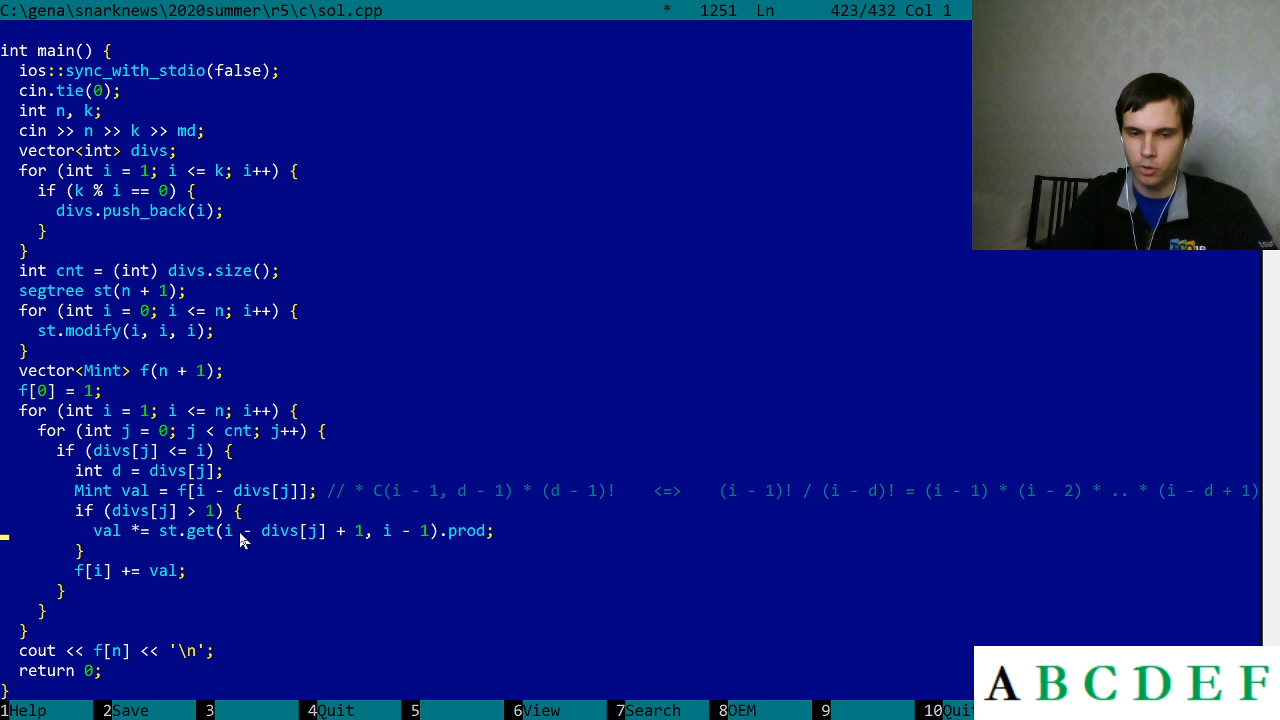 C:\gena\snarknews\2020summer\r5\c\sol.cpp * 1251 Ln 423/432 Col 1
int main() {
ios::sync_with_stdio(false);
cin.tie(0);
int n, k;
cin >> n >> k >> md;
vector<int> divs;
for (int i = 1; i <= k; i++) {
if (k % i == 0) {
divs.push_back(i);
}
}
int cnt = (int) divs.size();
segtree st(n + 1);
for (int i = 0; i <= n; i++) {
st.modify(i, i, i);
}
vector<Mint> f(n + 1);
f[0] = 1;
for (int i = 1; i <= n; i++) {
for (int j = 0; j < cnt; j++) {
if (divs[j] <= i) {
int d = divs[j];
Mint val = f[i - divs[j]]; // * C(i - 1, d - 1) * (d - 1)! <=> (i - 1)! / (i - d)! = (i - 1) * (i - 2) * .. * (i - d + 1)
if (divs[j] > 1) {
val *= st.get(i - divs[j] + 1, i - 1).prod;
}
f[i] += val;
}
}
}
cout << f[n] << '\n';
return 0;
}
1Help 2Save 3 4Quit 5 6View 7Search 8OEM 9 10Qui
A B C D E F